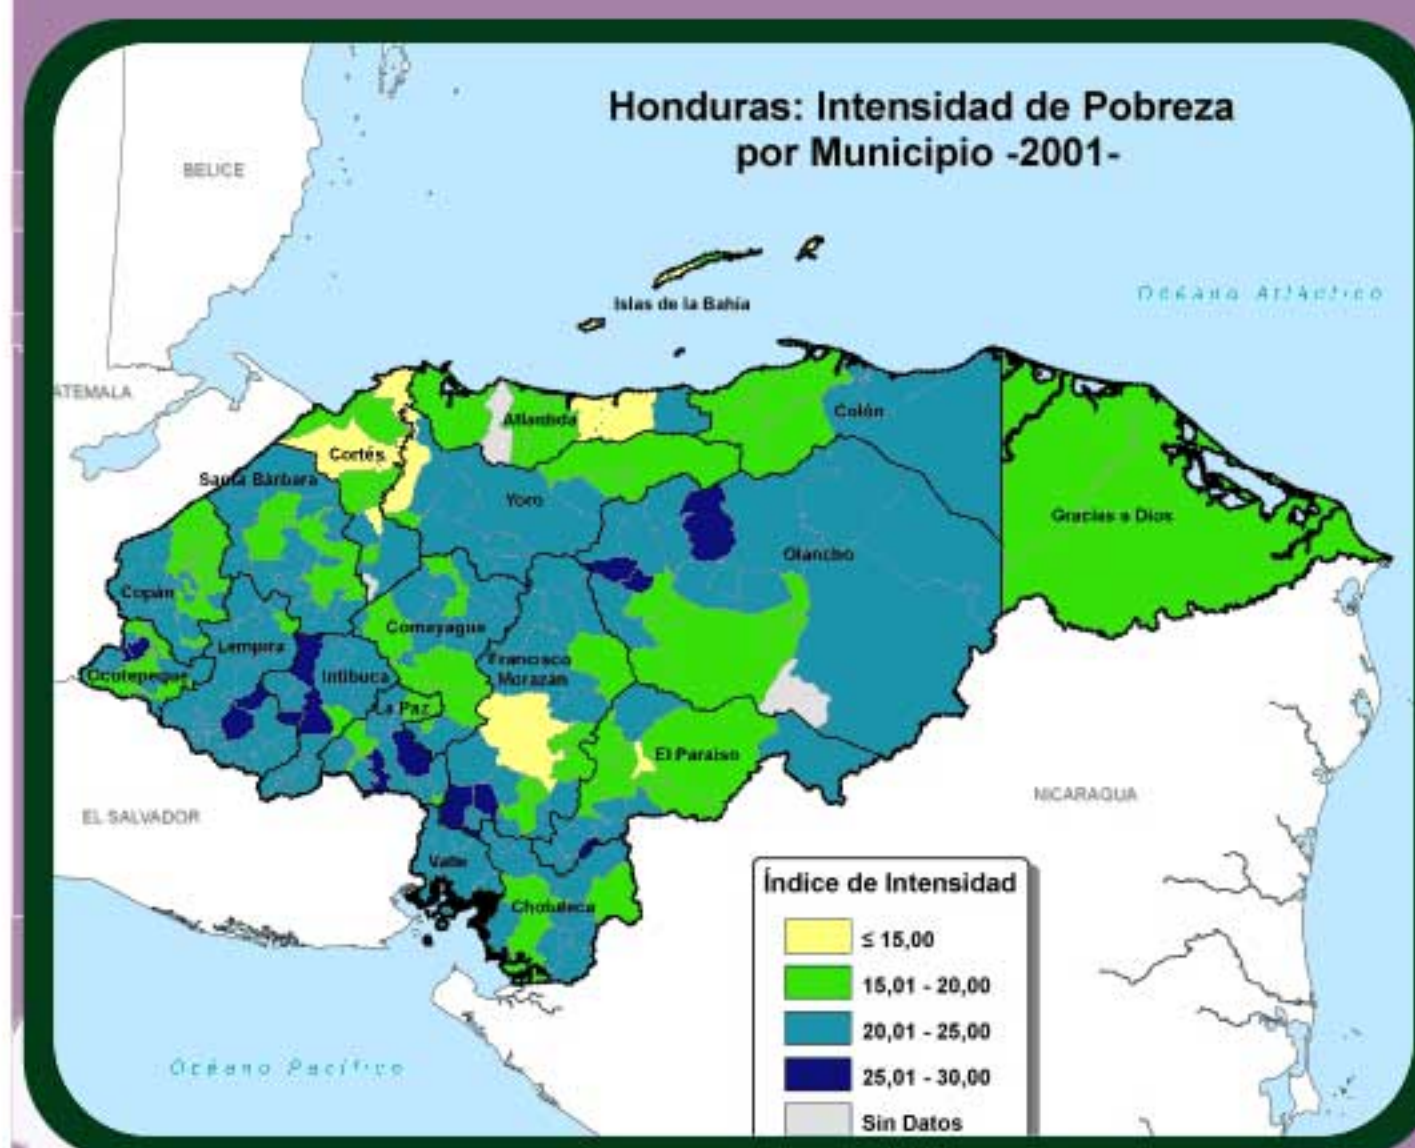 Honduras: Intensidad de Pobreza
por Municipio -2001-
BELICE
Islas de la Bahía
Océano Atlántico
ATEMALA
Atlántida
Colón
Cortés
Santa Bárbara
Yoro
Gracias a Dios
Olancho
Copán
Comayagua
Lempira
Francisco
Morazán
Ocotepeque
Intibuca
La Paz
El Paraíso
NICARAGUA
EL SALVADOR
Valle
Choluteca
Índice de Intensidad
≤ 15,00
15,01 - 20,00
20,01 - 25,00
25,01 - 30,00
Sin Datos
Océano Pacífico